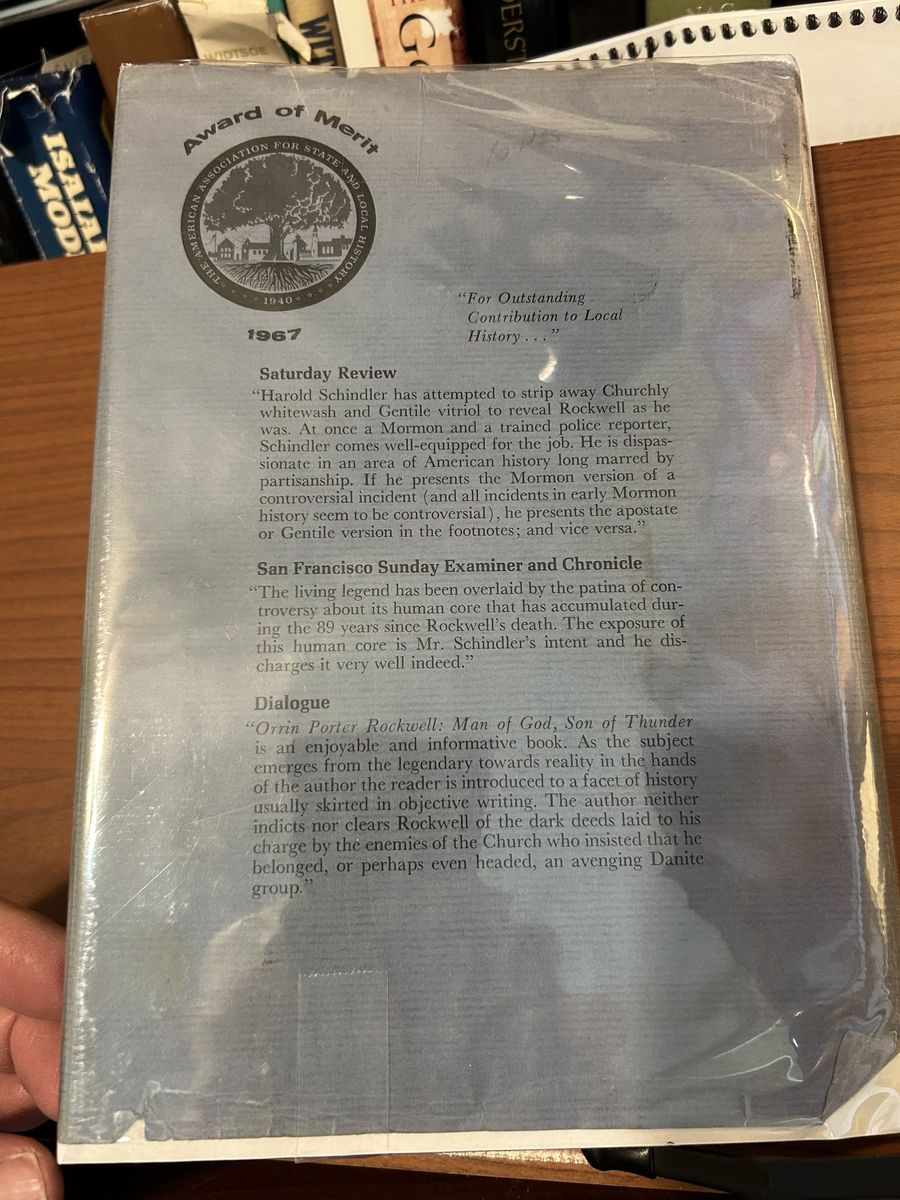 WIDTSOE
ISAIAH
MOD
Award of Merit
THE AMERICAN ASSOCIATION FOR STATE AND LOCAL HISTORY
1940
1967
“For Outstanding
Contribution to Local
History . . .”
Saturday Review
“Harold Schindler has attempted to strip away Churchly
whitewash and Gentile vitriol to reveal Rockwell as he
was. At once a Mormon and a trained police reporter,
Schindler comes well-equipped for the job. He is dispas-
sionate in an area of American history long marred by
partisanship. If he presents the Mormon version of a
controversial incident (and all incidents in early Mormon
history seem to be controversial), he presents the apostate
or Gentile version in the footnotes; and vice versa.”
San Francisco Sunday Examiner and Chronicle
“The living legend has been overlaid by the patina of con-
troversy about its human core that has accumulated dur-
ing the 89 years since Rockwell’s death. The exposure of
this human core is Mr. Schindler’s intent and he dis-
charges it very well indeed.”
Dialogue
“Orrin Porter Rockwell: Man of God, Son of Thunder
is an enjoyable and informative book. As the subject
emerges from the legendary towards reality in the hands
of the author the reader is introduced to a facet of history
usually skirted in objective writing. The author neither
indicts nor clears Rockwell of the dark deeds laid to his
charge by the enemies of the Church who insisted that he
belonged, or perhaps even headed, an avenging Danite
group.”